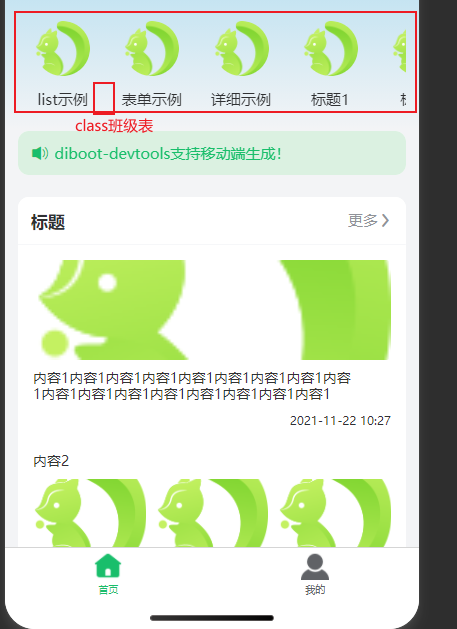 list示例 表单示例 详细示例 标题1
class班级表
diboot-devtools支持移动端生成！
标题 更多
内容1内容1内容1内容1内容1内容1内容1内容1内容
1内容1内容1内容1内容1内容1内容1内容1内容1
2021-11-22 10:27
内容2
首页 我的